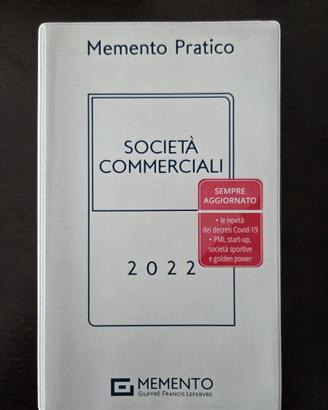 Memento Pratico
SOCIETÀ
COMMERCIALI
SEMPRE
AGGIORNATO
• le novità
dei decreti Covid-19
• PMI, start-up,
società sportive
e golden power
2022
MEMENTO
GIUFFRÈ FRANCIS LEFEBVRE